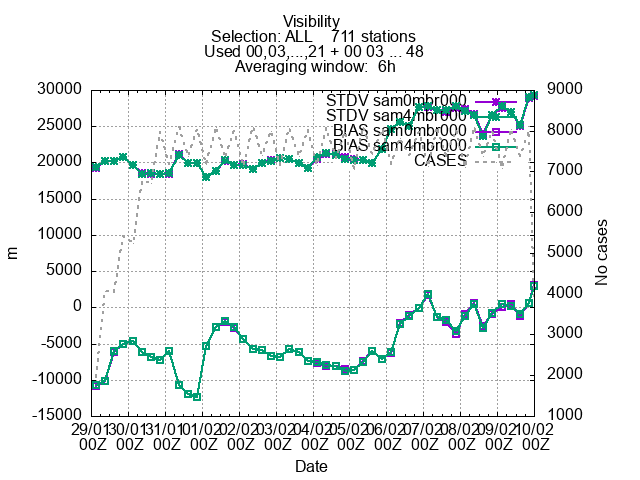 Visibility
Selection: ALL 711 stations
Used 00,03,...,21 + 00 03 ... 48
Averaging window: 6h
30000
25000
20000
15000
10000
5000
0
-5000
-10000
-15000
m
9000
8000
7000
6000
5000
4000
3000
2000
1000
No cases
STDV sam0mbr000
STDV sam4mbr000
BIAS sam0mbr000
BIAS sam4mbr000
CASES
29/01 30/01 31/01 01/02 02/02 03/02 04/02 05/02 06/02 07/02 08/02 09/02 10/02
00Z 00Z 00Z 00Z 00Z 00Z 00Z 00Z 00Z 00Z 00Z 00Z 00Z
Date